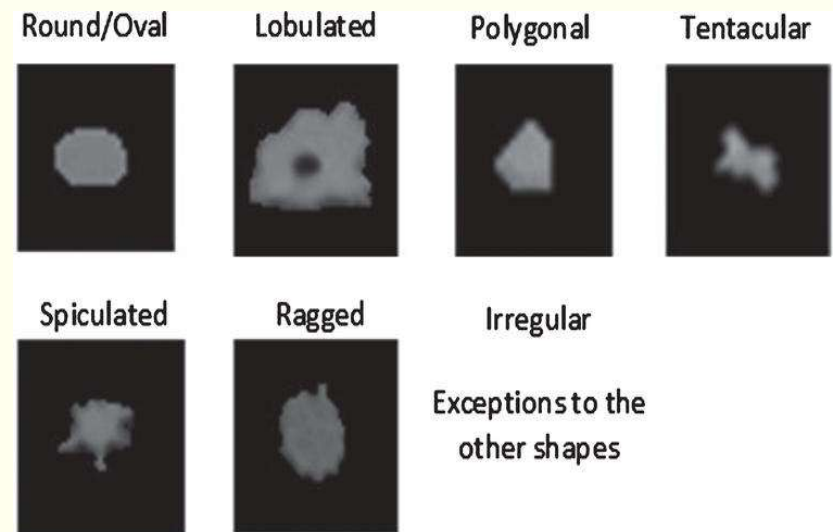 Round/Oval
Lobulated
Polygonal
Tentacular
Spiculated
Ragged
Irregular
Exceptions to the
other shapes